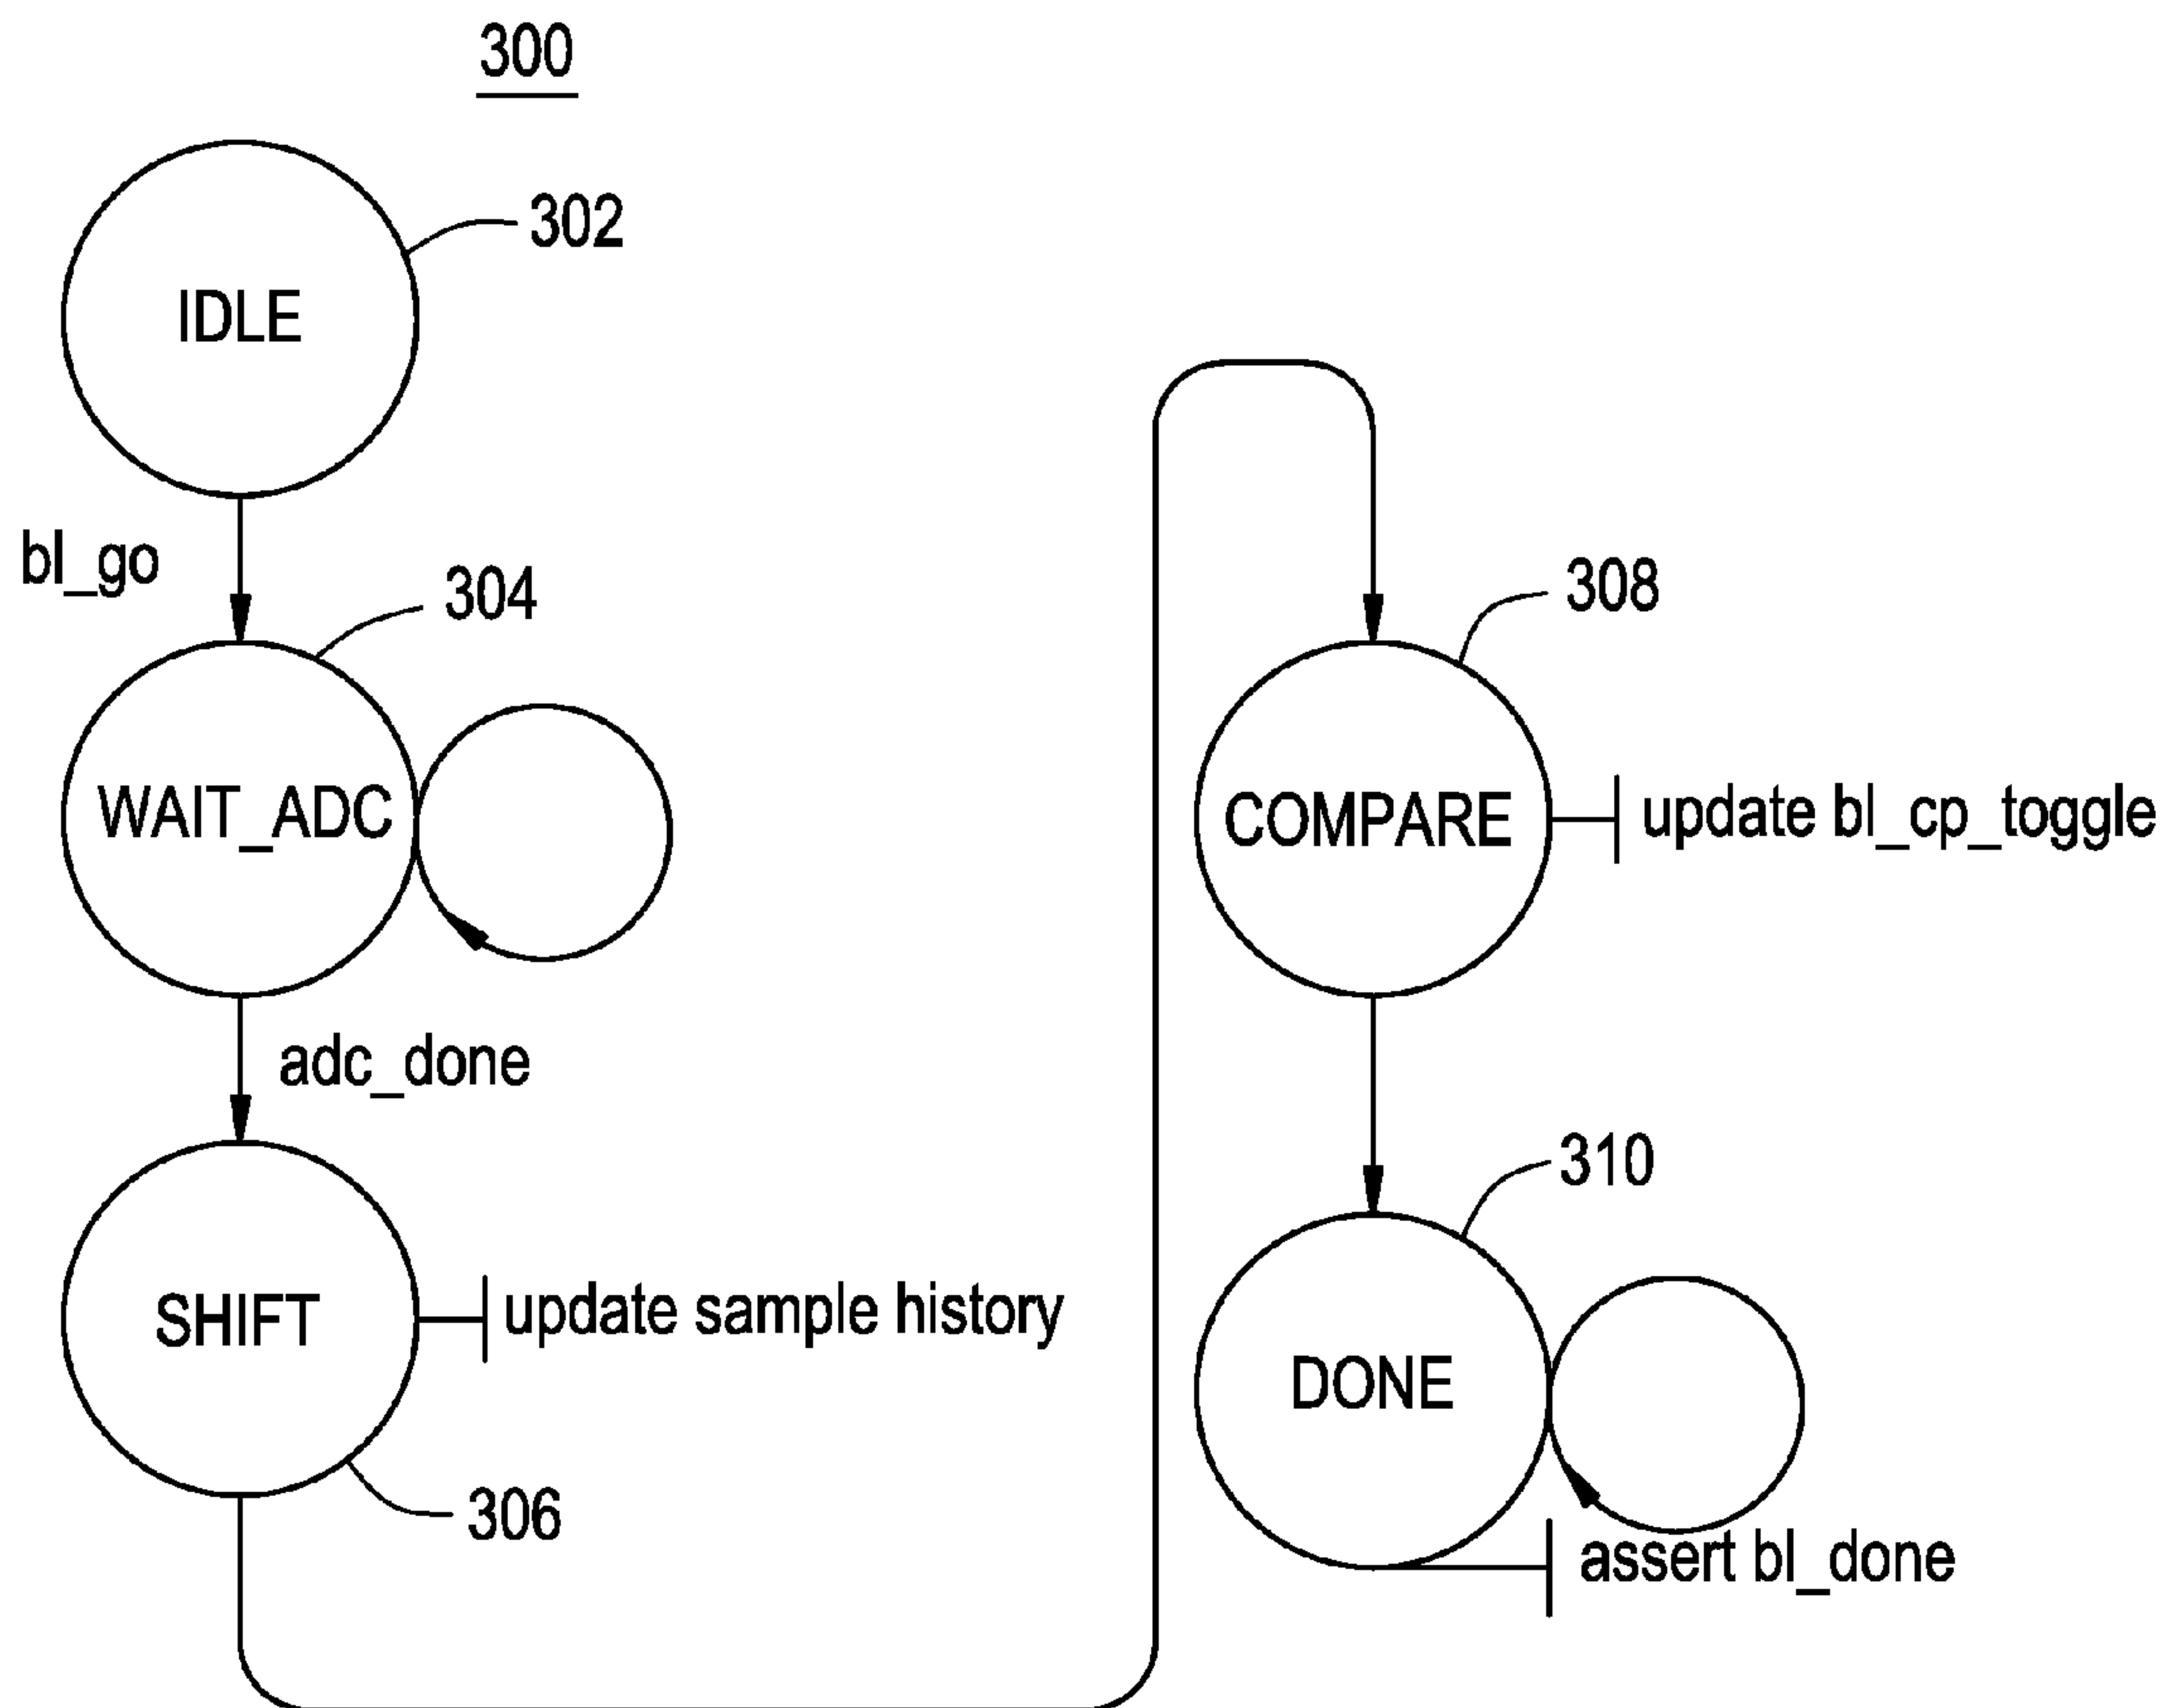 300
302
IDLE
bl_go
304
WAIT_ADC
adc_done
SHIFT
update sample history
306
308
COMPARE
update bl_cp_toggle
310
DONE
assert bl_done